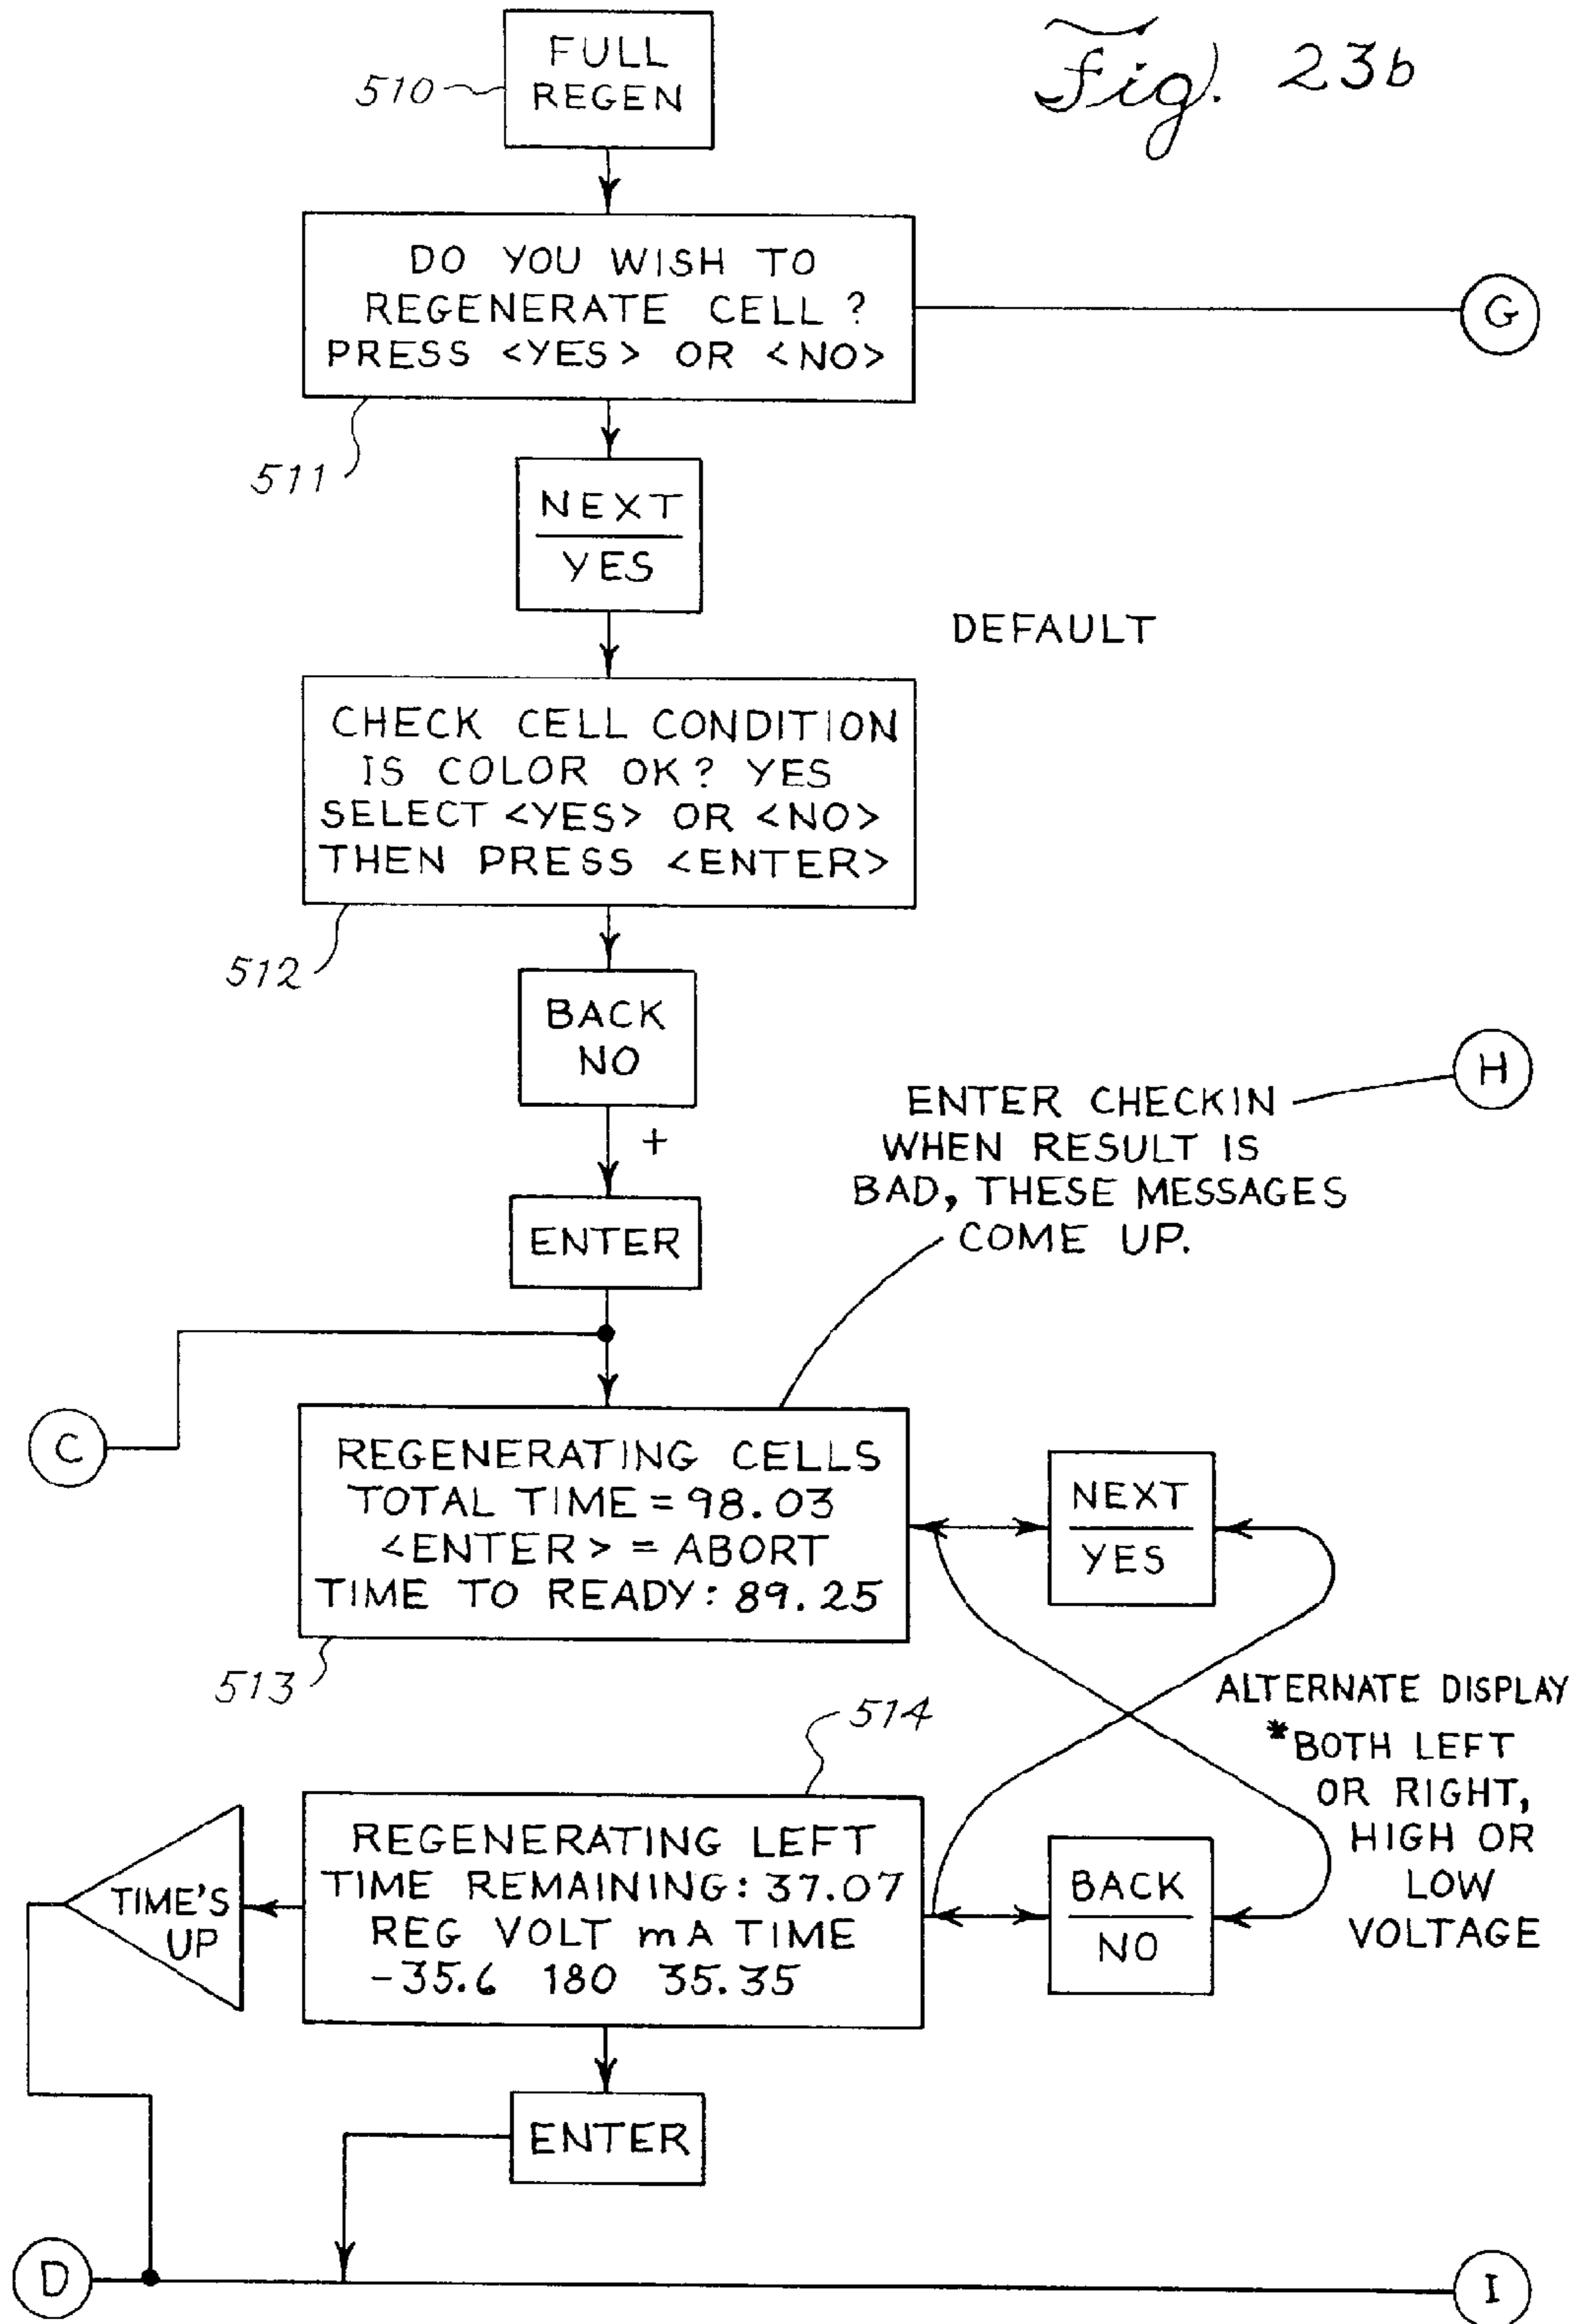 Fig. 23b
FULL
REGEN
510
DO YOU WISH TO
REGENERATE CELL ?
PRESS <YES> OR <NO>
G
511
NEXT
YES
DEFAULT
CHECK CELL CONDITION
IS COLOR OK? YES
SELECT <YES> OR <NO>
THEN PRESS <ENTER>
512
BACK
NO
H
ENTER CHECKIN
WHEN RESULT IS
BAD, THESE MESSAGES
COME UP.
+
ENTER
C
REGENERATING CELLS
TOTAL TIME = 98.03
<ENTER> = ABORT
TIME TO READY: 89.25
NEXT
YES
513
514
ALTERNATE DISPLAY
*BOTH LEFT
OR RIGHT,
HIGH OR
LOW
VOLTAGE
TIME'S
UP
REGENERATING LEFT
TIME REMAINING: 37.07
REG VOLT mA TIME
-35.6 180 35.35
BACK
NO
ENTER
D
I